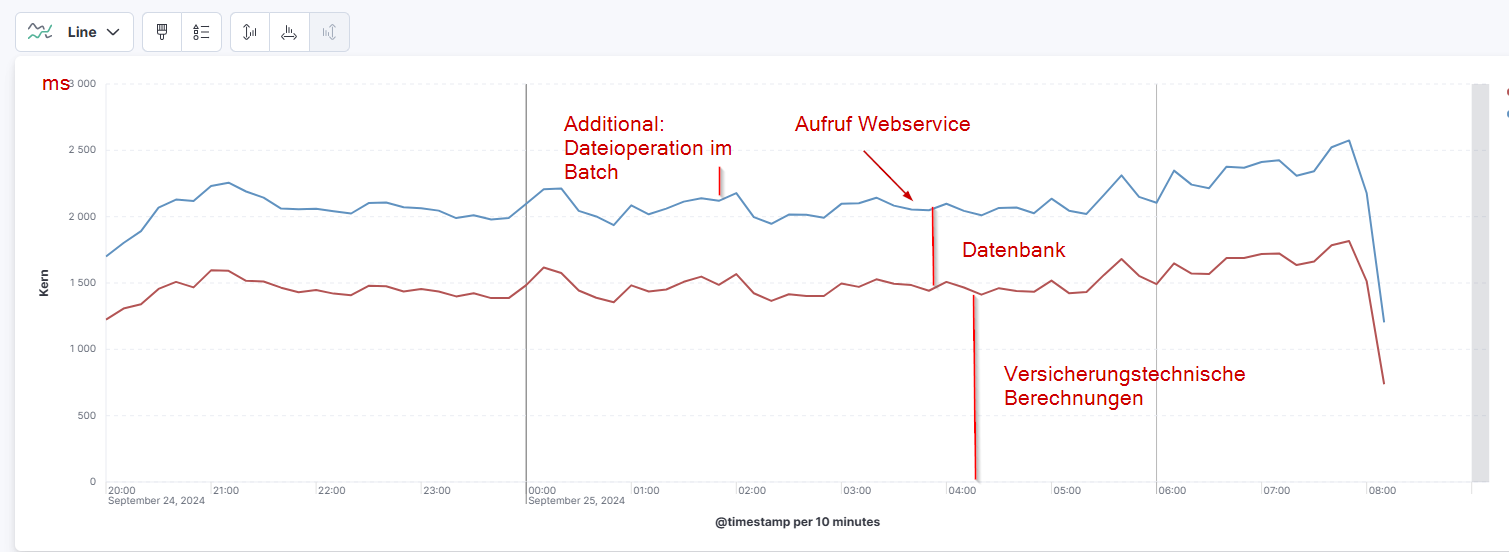 Line
ms
3 000
2 500
2 000
1 500
1 000
500
0
Kern
Additional:
Dateioperation im
Batch
Aufruf Webservice
Datenbank
Versicherungstechnische
Berechnungen
20:00
21:00
22:00
23:00
00:00
01:00
02:00
03:00
04:00
05:00
06:00
07:00
08:00
September 24, 2024
September 25, 2024
@timestamp per 10 minutes